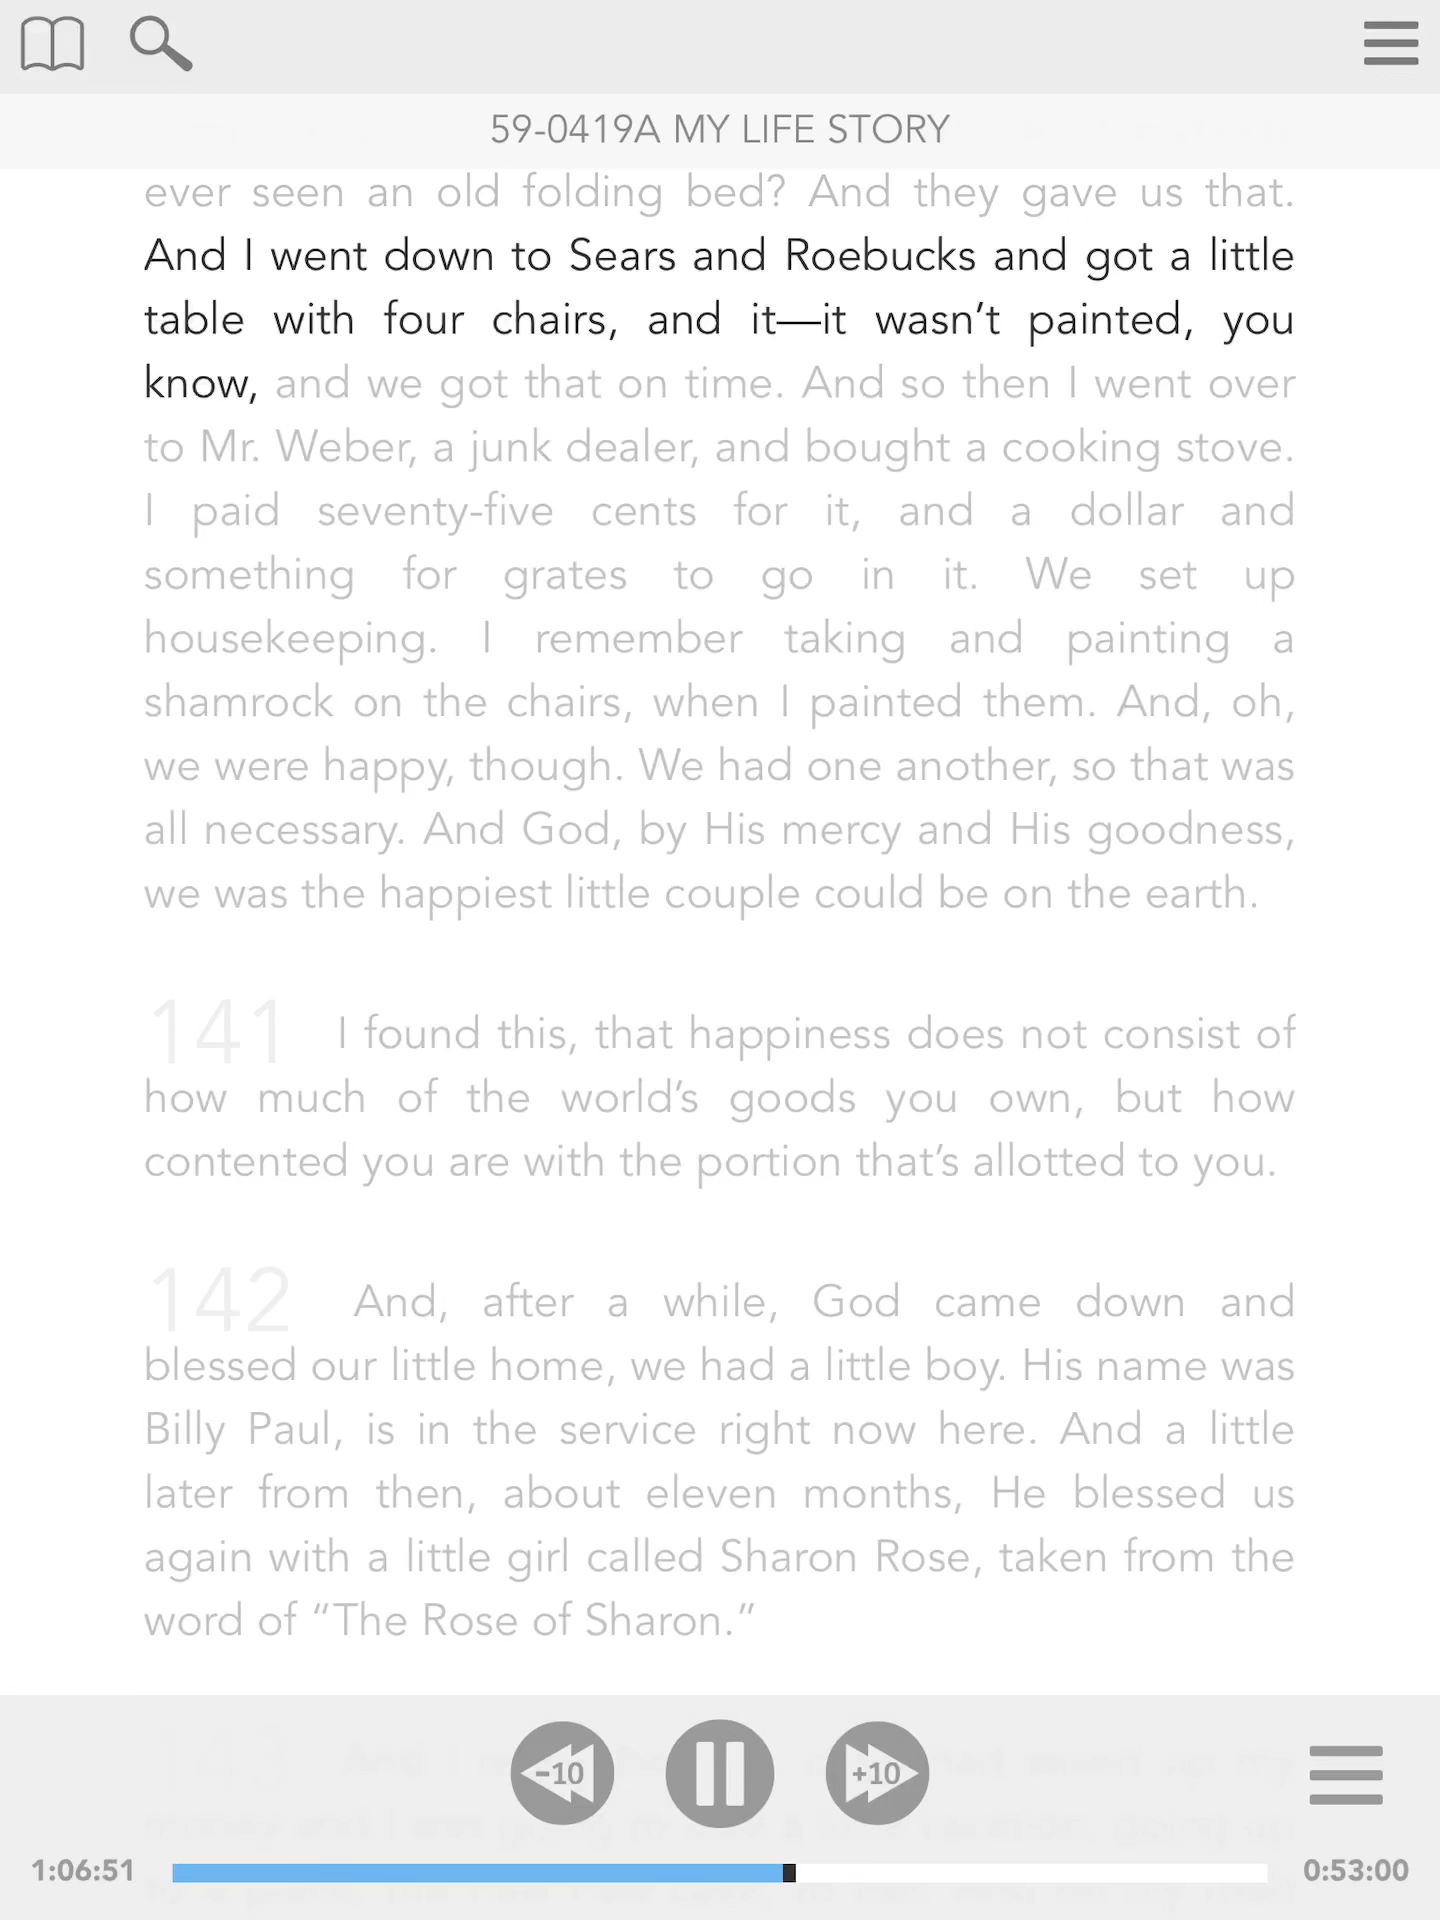 59-0419A MY LIFE STORY
ever seen an old folding bed? And they gave us that.
And I went down to Sears and Roebucks and got a little
table with four chairs, and it—it wasn’t painted, you
know, and we got that on time. And so then I went over
to Mr. Weber, a junk dealer, and bought a cooking stove.
I paid seventy-five cents for it, and a dollar and
something for grates to go in it. We set up
housekeeping. I remember taking and painting a
shamrock on the chairs, when I painted them. And, oh,
we were happy, though. We had one another, so that was
all necessary. And God, by His mercy and His goodness,
we was the happiest little couple could be on the earth.
141 I found this, that happiness does not consist of
how much of the world’s goods you own, but how
contented you are with the portion that’s allotted to you.
142 And, after a while, God came down and
blessed our little home, we had a little boy. His name was
Billy Paul, is in the service right now here. And a little
later from then, about eleven months, He blessed us
again with a little girl called Sharon Rose, taken from the
word of “The Rose of Sharon.”
-10 +10
1:06:51 0:53:00